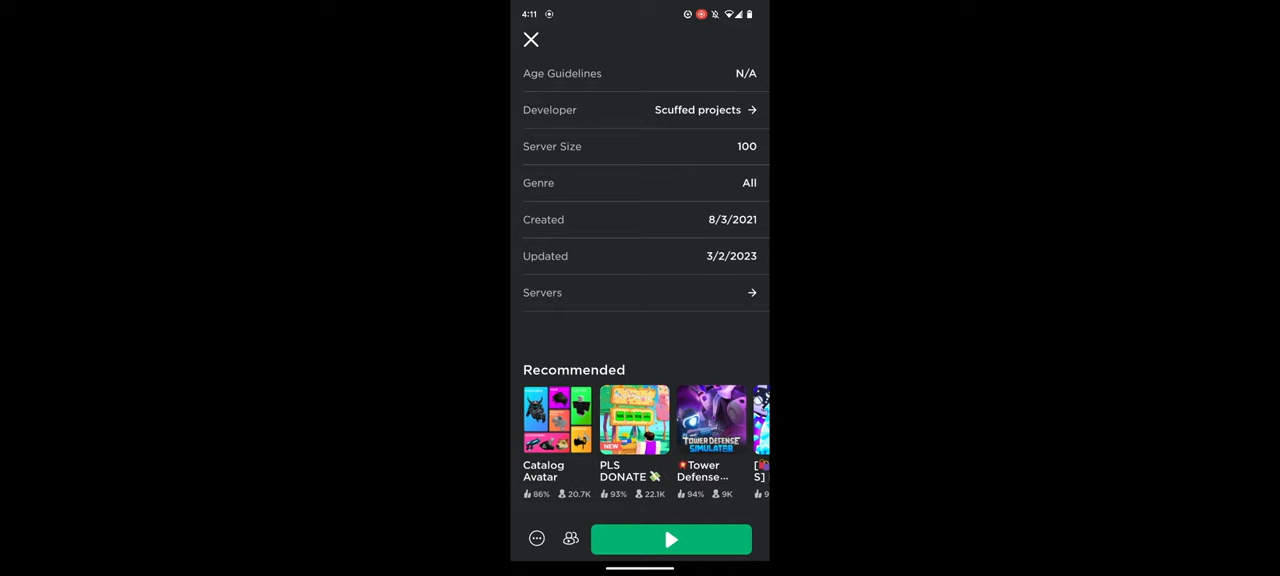 4:11
Age Guidelines N/A
Developer Scuffed projects →
Server Size 100
Genre All
Created 8/3/2021
Updated 3/2/2023
Servers →
Recommended
NEW
TOWER DEFENSE
SIMULATOR
Catalog
Avatar
86% 20.7K
PLS
DONATE 💸
93% 22.1K
💥Tower
Defense...
94% 9K
S]
9